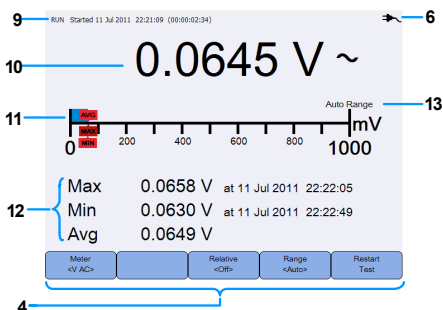 9 RUN Started 11 Jul 2011 22:21:09 (00:00:02:34) 6
10 0.0645 V ~
Auto Range 13
11 AVG
MAX
MIN
mV
0 200 400 600 800 1000
12
Max 0.0658 V at 11 Jul 2011 22:22:05
Min 0.0630 V at 11 Jul 2011 22:22:49
Avg 0.0649 V
Meter Relative Range Restart
<V AC> <Off> <Auto> Test
4